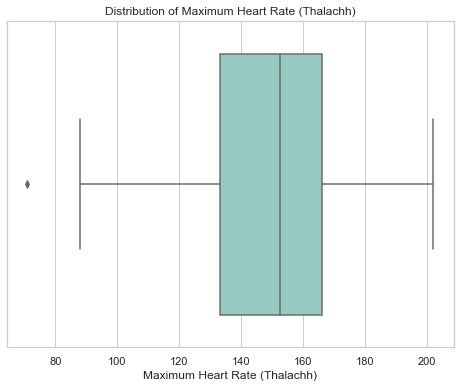 Distribution of Maximum Heart Rate (Thalachh)
80 100 120 140 160 180 200
Maximum Heart Rate (Thalachh)